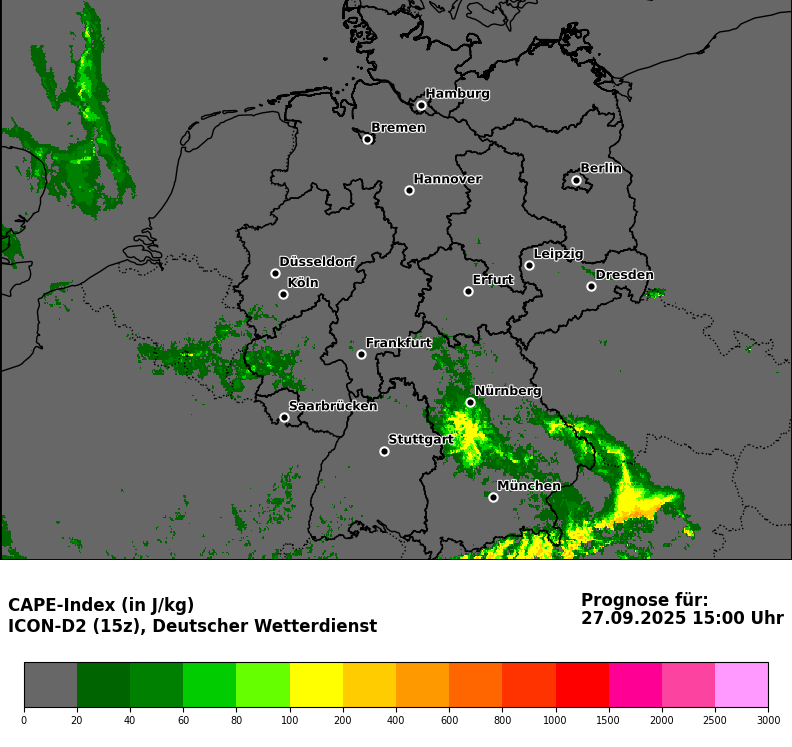 Hamburg
Bremen
Berlin
Hannover
Leipzig
Düsseldorf
Dresden
Köln
Erfurt
Frankfurt
Nürnberg
Saarbrücken
Stuttgart
München
CAPE-Index (in J/kg)
ICON-D2 (15z), Deutscher Wetterdienst
Prognose für:
27.09.2025 15:00 Uhr
0 20 40 60 80 100 200 400 600 800 1000 1500 2000 2500 3000